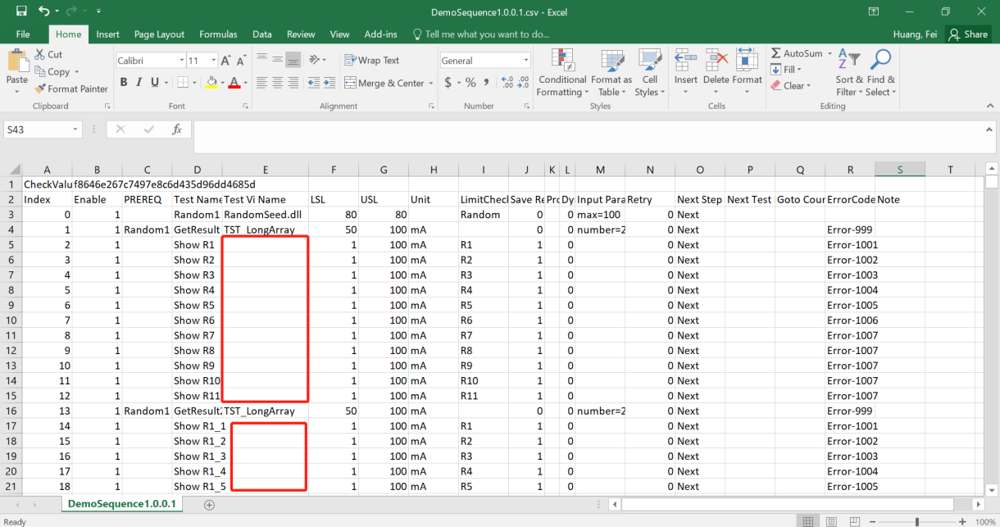 DemoSequence1.0.0.1.csv - Excel
File Home Insert Page Layout Formulas Data Review View Add-ins Tell me what you want to do... Huang, Fei Share
Paste Cut Copy Format Painter
Clipboard
Calibri 11
B I U
Font
Wrap Text
Merge & Center
Alignment
General
$ % ,
Number
Conditional Formatting Format as Table Cell Styles
Styles
Insert Delete Format
Cells
AutoSum
Fill
Clear
Sort & Filter Find & Select
Editing
S43 fx
A B C D E F G H I J K L M N O P Q R S T
1 CheckValu f8646e267c7497e8c6d435d96dd4685d
2 Index Enable PREREQ Test Name Test Vi Name LSL USL Unit LimitCheck Save Re Pro Dy Input Para Retry Next Step Next Test Goto Cour ErrorCode Note
3 0 1 Random1 RandomSeed.dll 80 80 Random 0 0 max=100 0 Next
4 1 1 Random1 GetResult TST_LongArray 50 100 mA 0 0 number=2 0 Next Error-999
5 2 1 Show R1 1 100 mA R1 1 0 0 Next Error-1001
6 3 1 Show R2 1 100 mA R2 1 0 0 Next Error-1002
7 4 1 Show R3 1 100 mA R3 1 0 0 Next Error-1003
8 5 1 Show R4 1 100 mA R4 1 0 0 Next Error-1004
9 6 1 Show R5 1 100 mA R5 1 0 0 Next Error-1005
10 7 1 Show R6 1 100 mA R6 1 0 0 Next Error-1006
11 8 1 Show R7 1 100 mA R7 1 0 0 Next Error-1007
12 9 1 Show R8 1 100 mA R8 1 0 0 Next Error-1007
13 10 1 Show R9 1 100 mA R9 1 0 0 Next Error-1007
14 11 1 Show R10 1 100 mA R10 1 0 0 Next Error-1007
15 12 1 Show R11 1 100 mA R11 1 0 0 Next Error-1007
16 13 1 Random1 GetResult TST_LongArray 50 100 mA 0 0 number=2 0 Next Error-999
17 14 1 Show R1_1 1 100 mA R1 1 0 0 Next Error-1001
18 15 1 Show R1_2 1 100 mA R2 1 0 0 Next Error-1002
19 16 1 Show R1_3 1 100 mA R3 1 0 0 Next Error-1003
20 17 1 Show R1_4 1 100 mA R4 1 0 0 Next Error-1004
21 18 1 Show R1_5 1 100 mA R5 1 0 0 Next Error-1005
DemoSequence1.0.0.1
Ready 100%